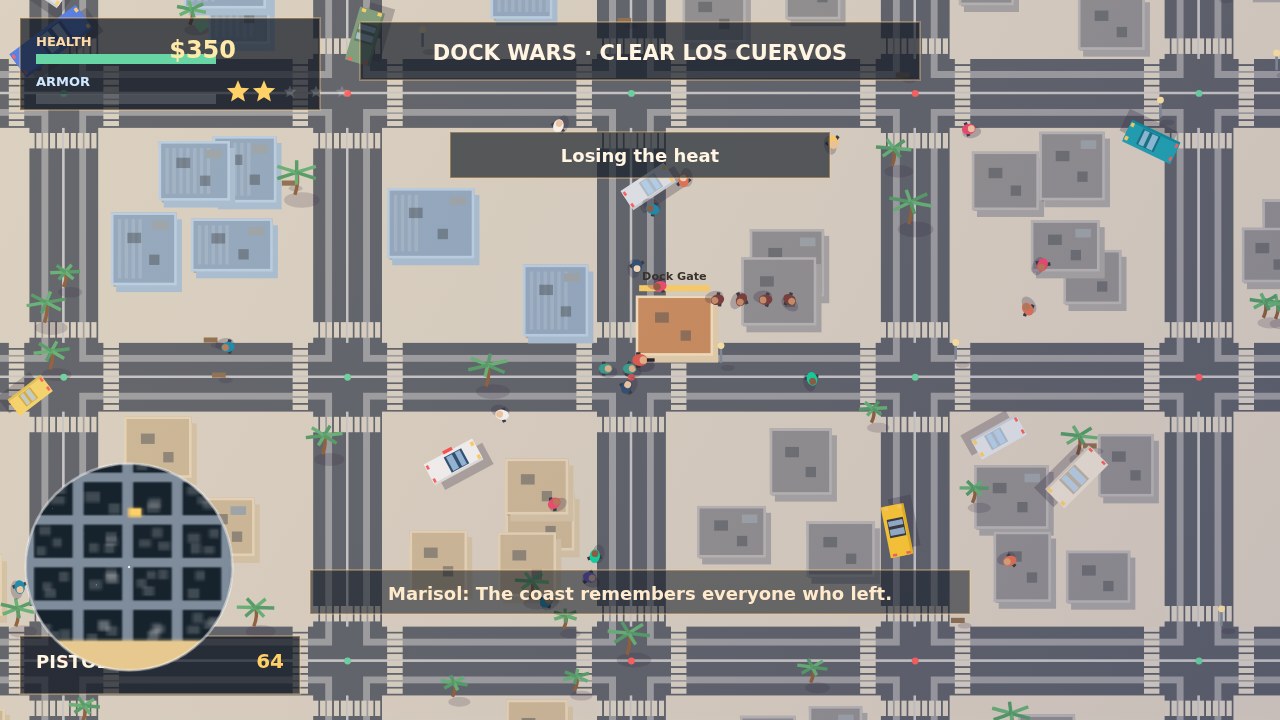 HEALTH
$350
ARMOR
DOCK WARS · CLEAR LOS CUERVOS
Losing the heat
Dock Gate
Marisol: The coast remembers everyone who left.
64